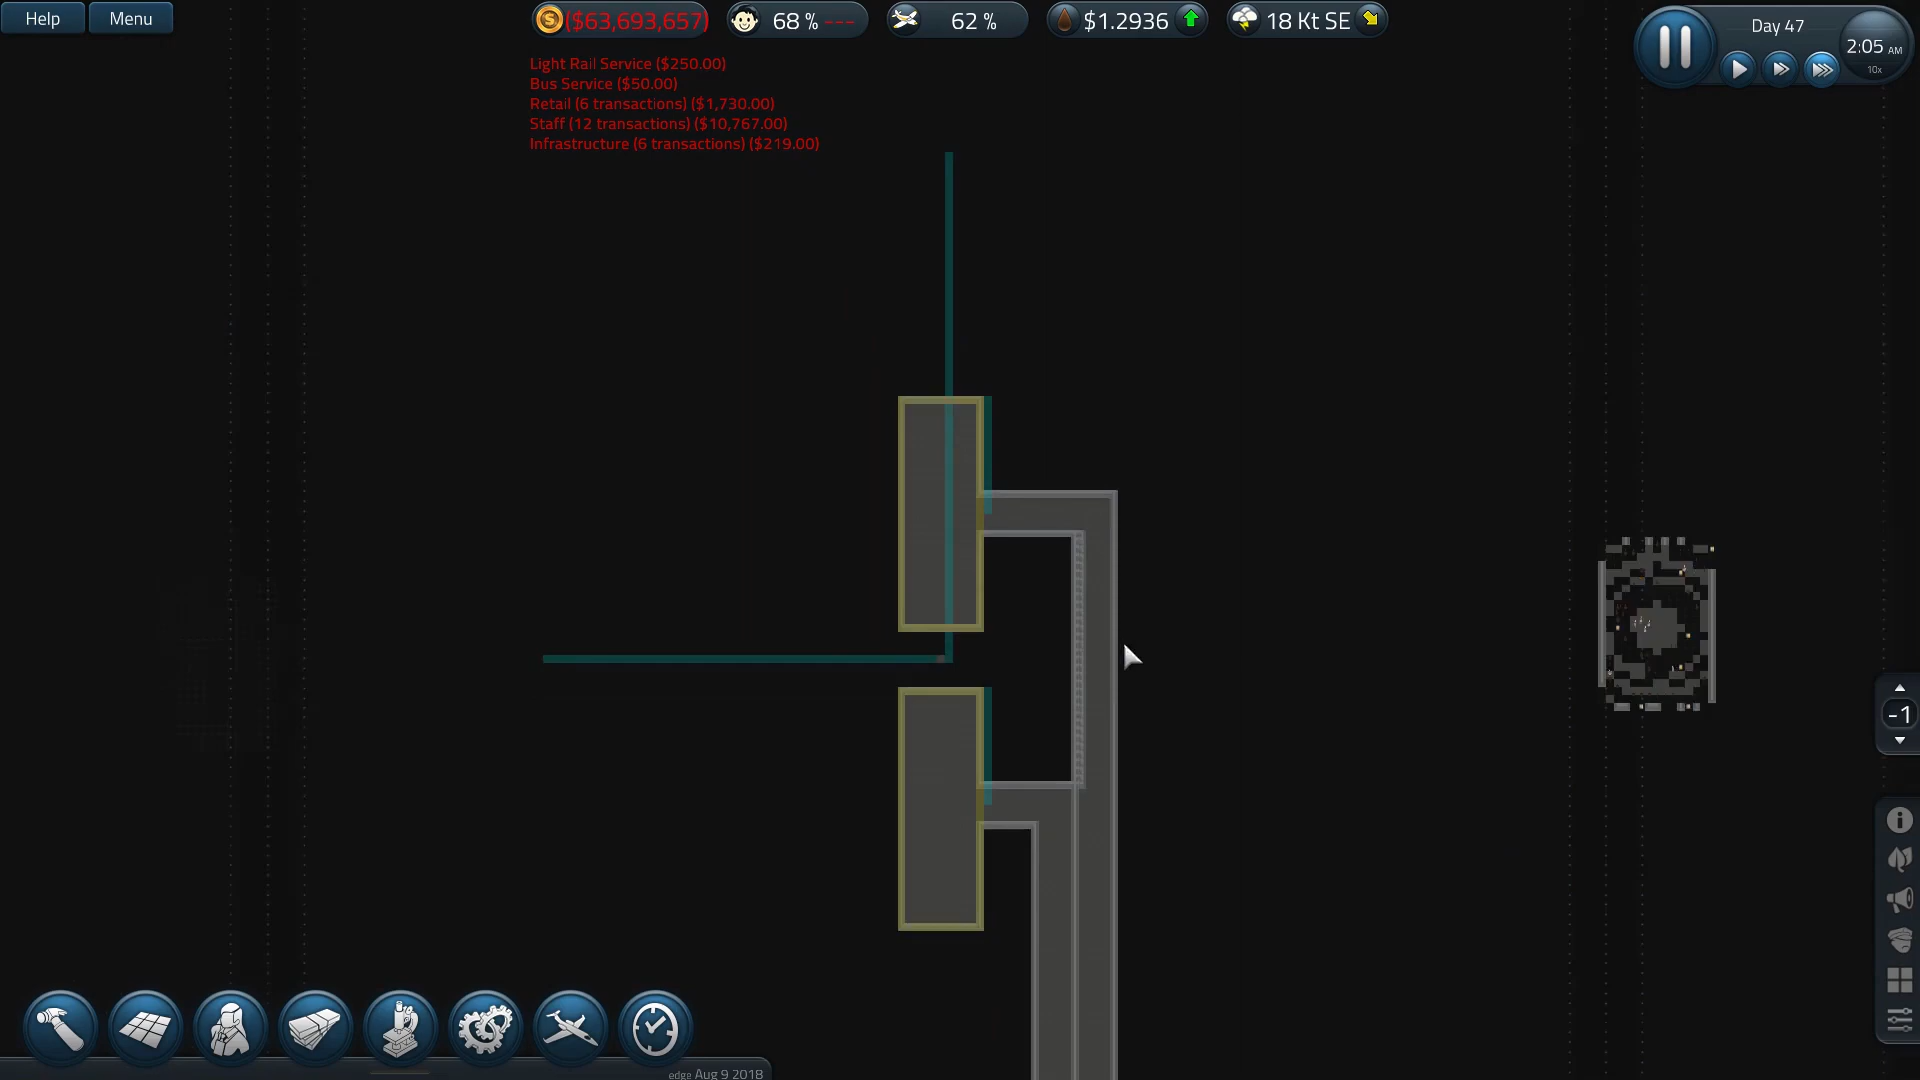 Help
Menu
($63,693,657)
68 % ---
62 %
$1.2936
18 Kt SE
Light Rail Service ($250.00)
Bus Service ($50.00)
Retail (6 transactions) ($1,730.00)
Staff (12 transactions) ($10,767.00)
Infrastructure (6 transactions) ($219.00)
Day 47
2:05 AM
10x
-1
edge Aug 9 2018